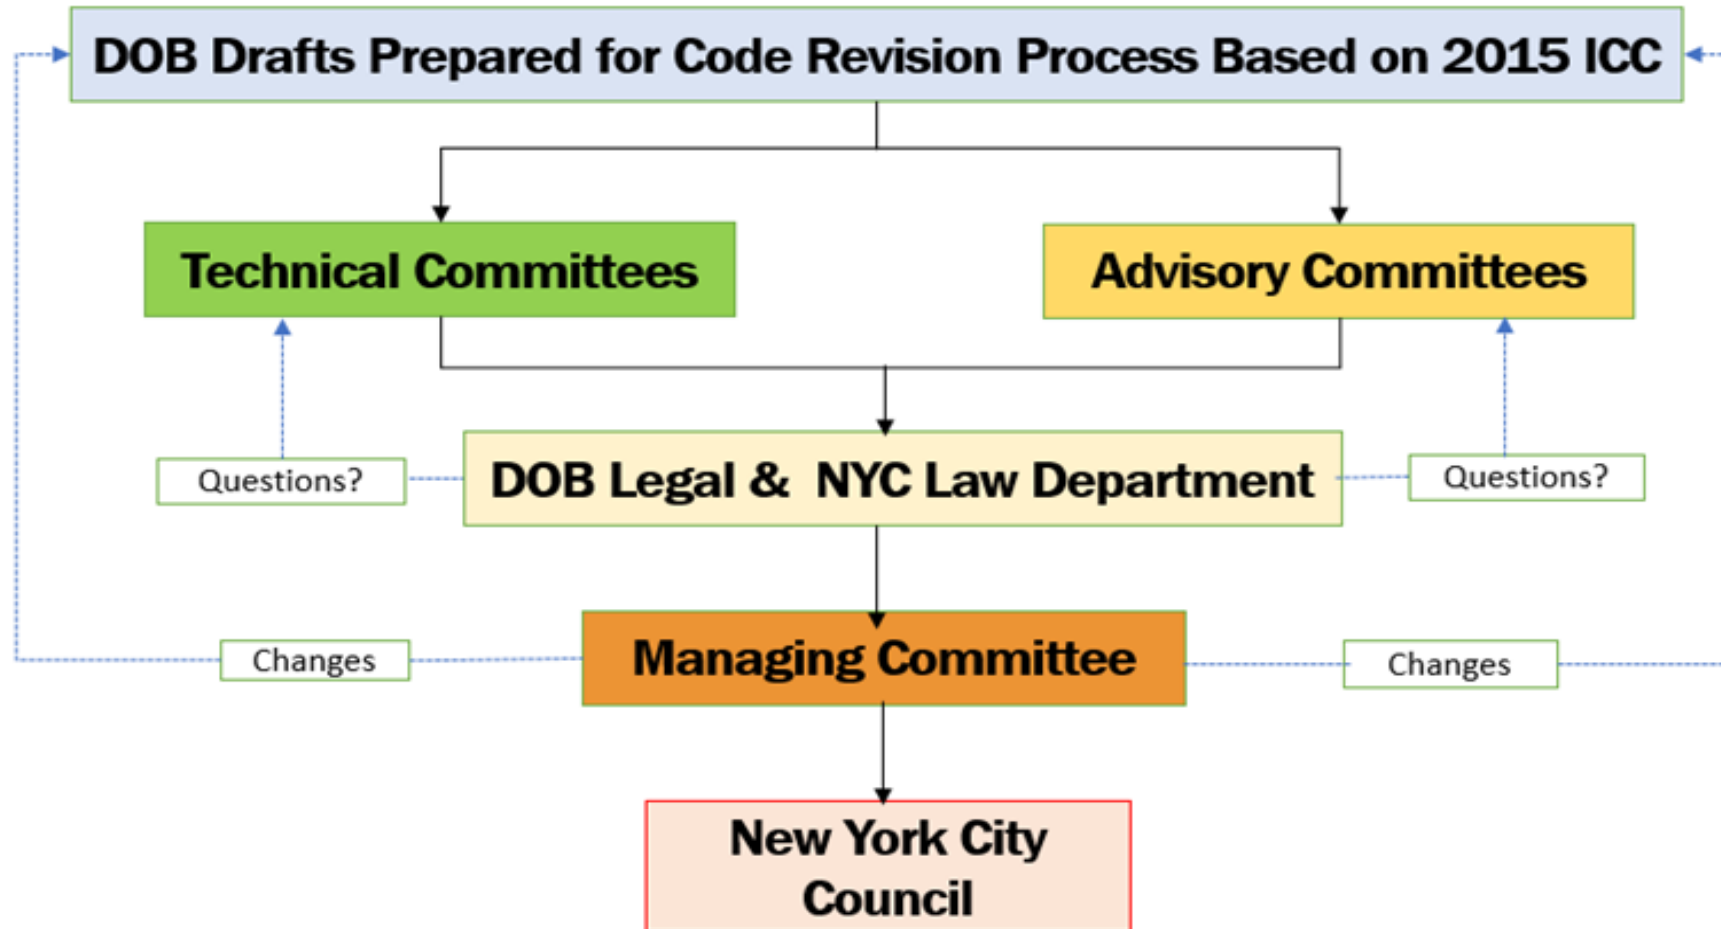 DOB Drafts Prepared for Code Revision Process Based on 2015 ICC
Technical Committees
Advisory Committees
Questions?
DOB Legal & NYC Law Department
Questions?
Changes
Managing Committee
Changes
New York City
Council